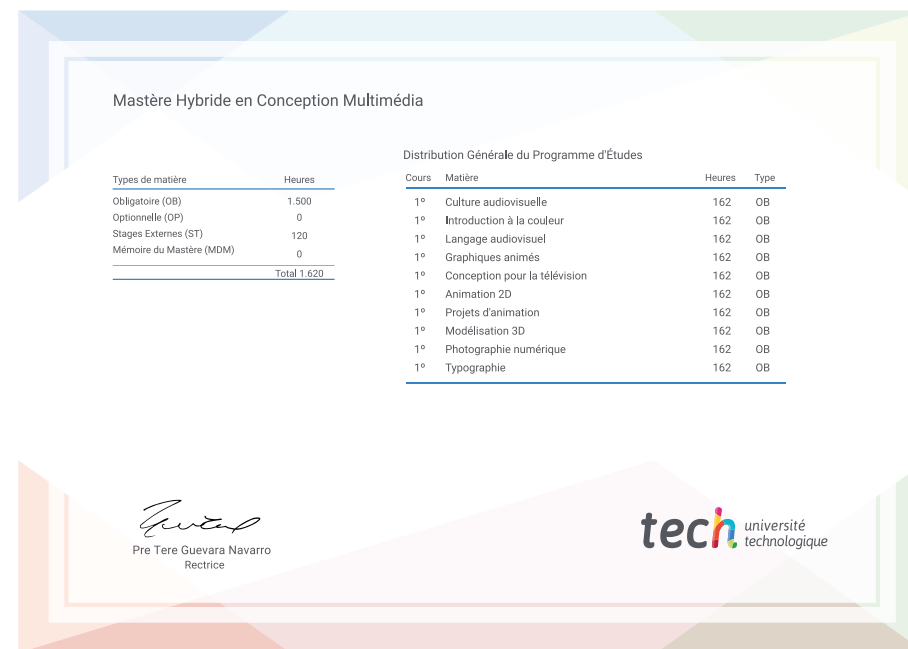 Mastère Hybride en Conception Multimédia
Types de matière Heures
Obligatoire (OB) 1.500
Optionnelle (OP) 0
Stages Externes (ST) 120
Mémoire du Mastère (MDM) 0
Total 1.620
Distribution Générale du Programme d'Études
Cours Matière Heures Type
1º Culture audiovisuelle 162 OB
1º Introduction à la couleur 162 OB
1º Langage audiovisuel 162 OB
1º Graphiques animés 162 OB
1º Conception pour la télévision 162 OB
1º Animation 2D 162 OB
1º Projets d'animation 162 OB
1º Modélisation 3D 162 OB
1º Photographie numérique 162 OB
1º Typographie 162 OB
Pre Tere Guevara Navarro
Rectrice
tech université
technologique